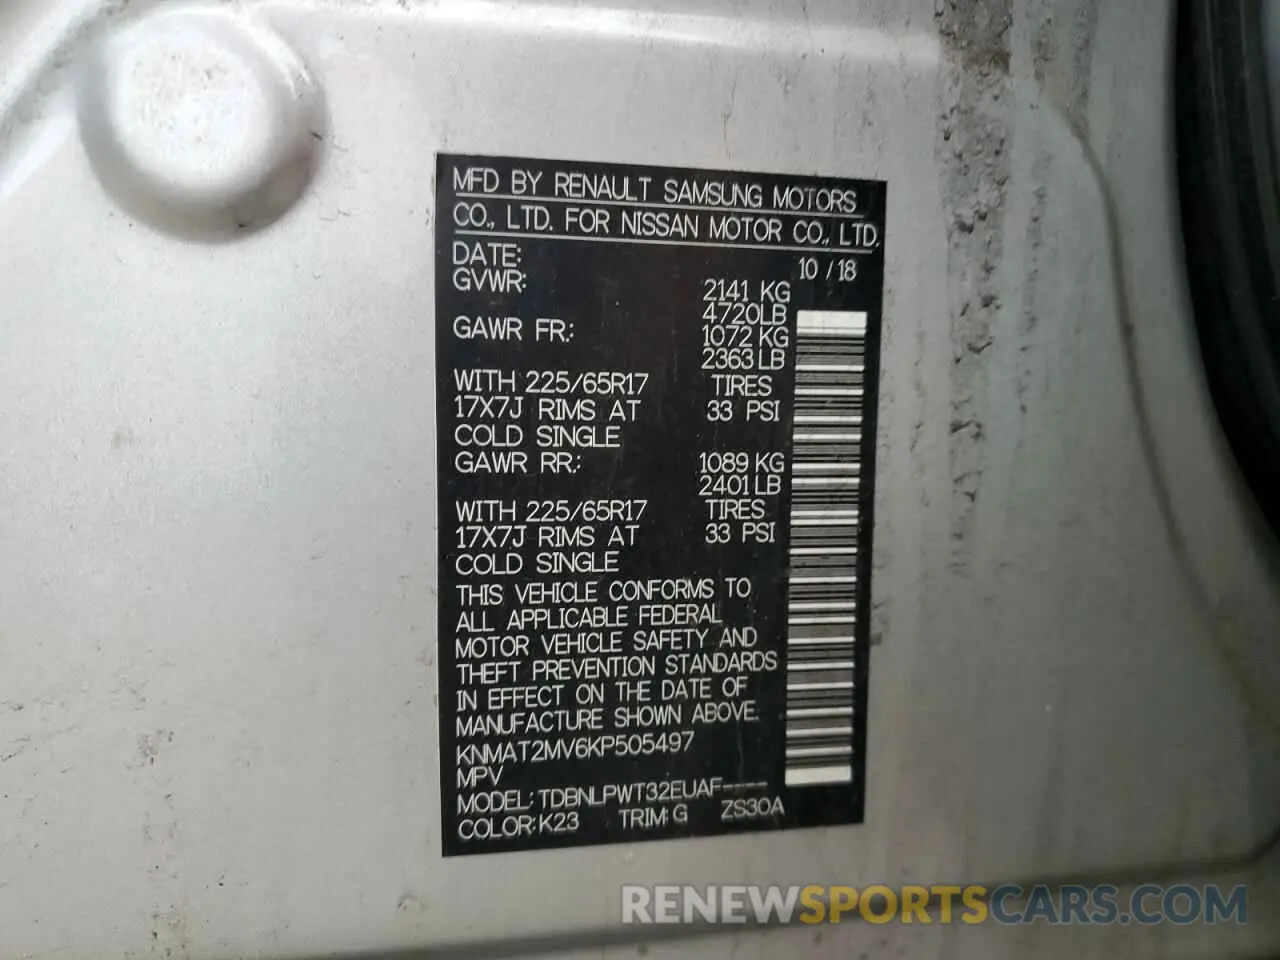 MFD BY RENAULT SAMSUNG MOTORS
CO., LTD. FOR NISSAN MOTOR CO., LTD.
DATE: 10 / 18
GVWR: 2141 KG
4720LB
GAWR FR.: 1072 KG
2363 LB
WITH 225/65R17 TIRES
17X7J RIMS AT 33 PSI
COLD SINGLE
GAWR RR.: 1089 KG
2401 LB
WITH 225/65R17 TIRES
17X7J RIMS AT 33 PSI
COLD SINGLE
THIS VEHICLE CONFORMS TO
ALL APPLICABLE FEDERAL
MOTOR VEHICLE SAFETY AND
THEFT PREVENTION STANDARDS
IN EFFECT ON THE DATE OF
MANUFACTURE SHOWN ABOVE.
KNMAT2MV6KP505497
MPV
MODEL: TDBNLPWT32EUAF----
COLOR: K23 TRIM: G ZS30A
RENEWSPORTSCARS.COM